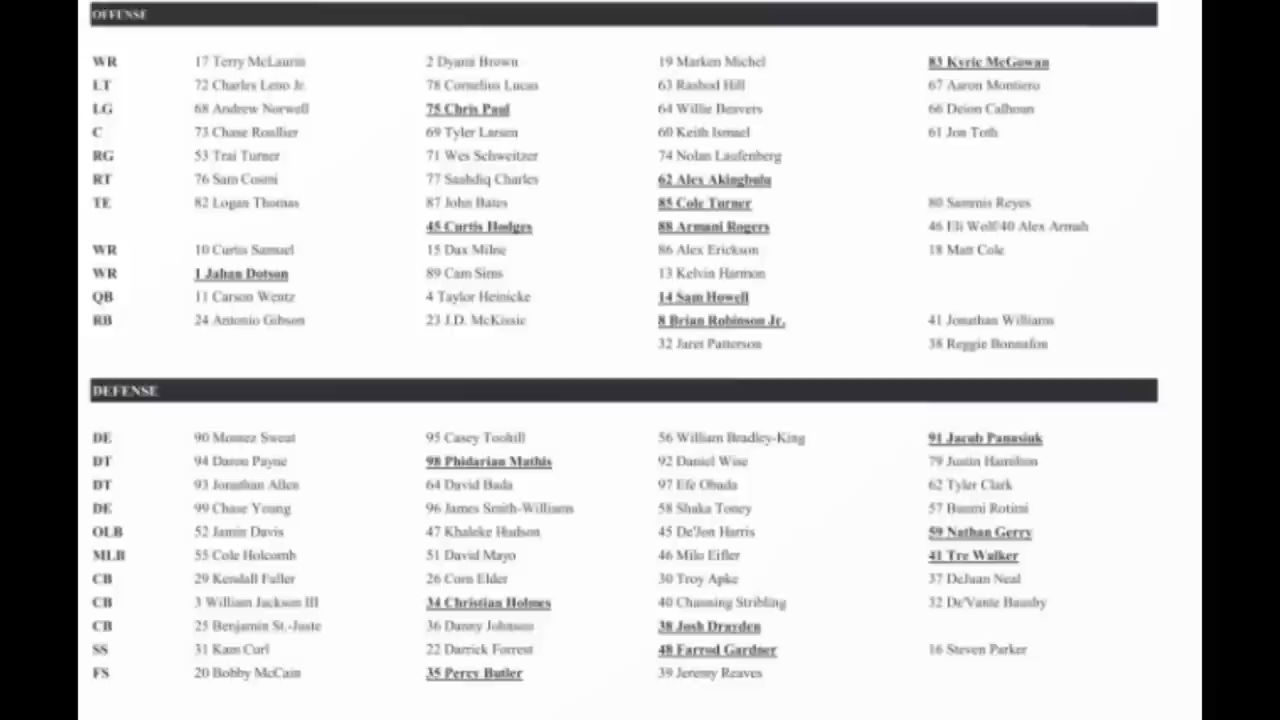 OFFENSE
WR 17 Terry McLaurin 2 Dyami Brown 19 Marken Michel 83 Kyric McGowan
LT 72 Charles Leno Jr. 78 Cornelius Lucas 63 Rashod Hill 67 Aaron Montiero
LG 68 Andrew Norwell 75 Chris Paul 64 Willie Beavers 66 Deion Calhoun
C 73 Chase Roullier 69 Tyler Larsen 60 Keith Ismael 61 Jon Toth
RG 53 Trai Turner 71 Wes Schweitzer 74 Nolan Laufenberg
RT 76 Sam Cosmi 77 Saahdiq Charles 62 Alex Akingbulu
TE 82 Logan Thomas 87 John Bates 85 Cole Turner 80 Sammis Reyes
45 Curtis Hodges 88 Armani Rogers 46 Eli Wolf/40 Alex Armah
WR 10 Curtis Samuel 15 Dax Milne 86 Alex Erickson 18 Matt Cole
WR 1 Jahan Dotson 89 Cam Sims 13 Kelvin Harmon
QB 11 Carson Wentz 4 Taylor Heinicke 14 Sam Howell
RB 24 Antonio Gibson 23 J.D. McKissic 8 Brian Robinson Jr. 41 Jonathan Williams
32 Jaret Patterson 38 Reggie Bonnafon
DEFENSE
DE 90 Montez Sweat 95 Casey Toohill 56 William Bradley-King 91 Jacub Panasiuk
DT 94 Daron Payne 98 Phidarian Mathis 92 Daniel Wise 79 Justin Hamilton
DT 93 Jonathan Allen 64 David Bada 97 Efe Obada 62 Tyler Clark
DE 99 Chase Young 96 James Smith-Williams 58 Shaka Toney 57 Bunmi Rotimi
OLB 52 Jamin Davis 47 Khaleke Hudson 45 De'Jon Harris 59 Nathan Gerry
MLB 55 Cole Holcomb 51 David Mayo 46 Milo Eifler 41 Tre Walker
CB 29 Kendall Fuller 26 Corn Elder 30 Troy Apke 37 DeJuan Neal
CB 3 William Jackson III 34 Christian Holmes 40 Channing Stribling 32 De'Vante Bausby
CB 25 Benjamin St.-Juste 36 Danny Johnson 38 Josh Drayden
SS 31 Kam Curl 22 Darrick Forrest 48 Farrod Gardner 16 Steven Parker
FS 20 Bobby McCain 35 Percy Butler 39 Jeremy Reaves